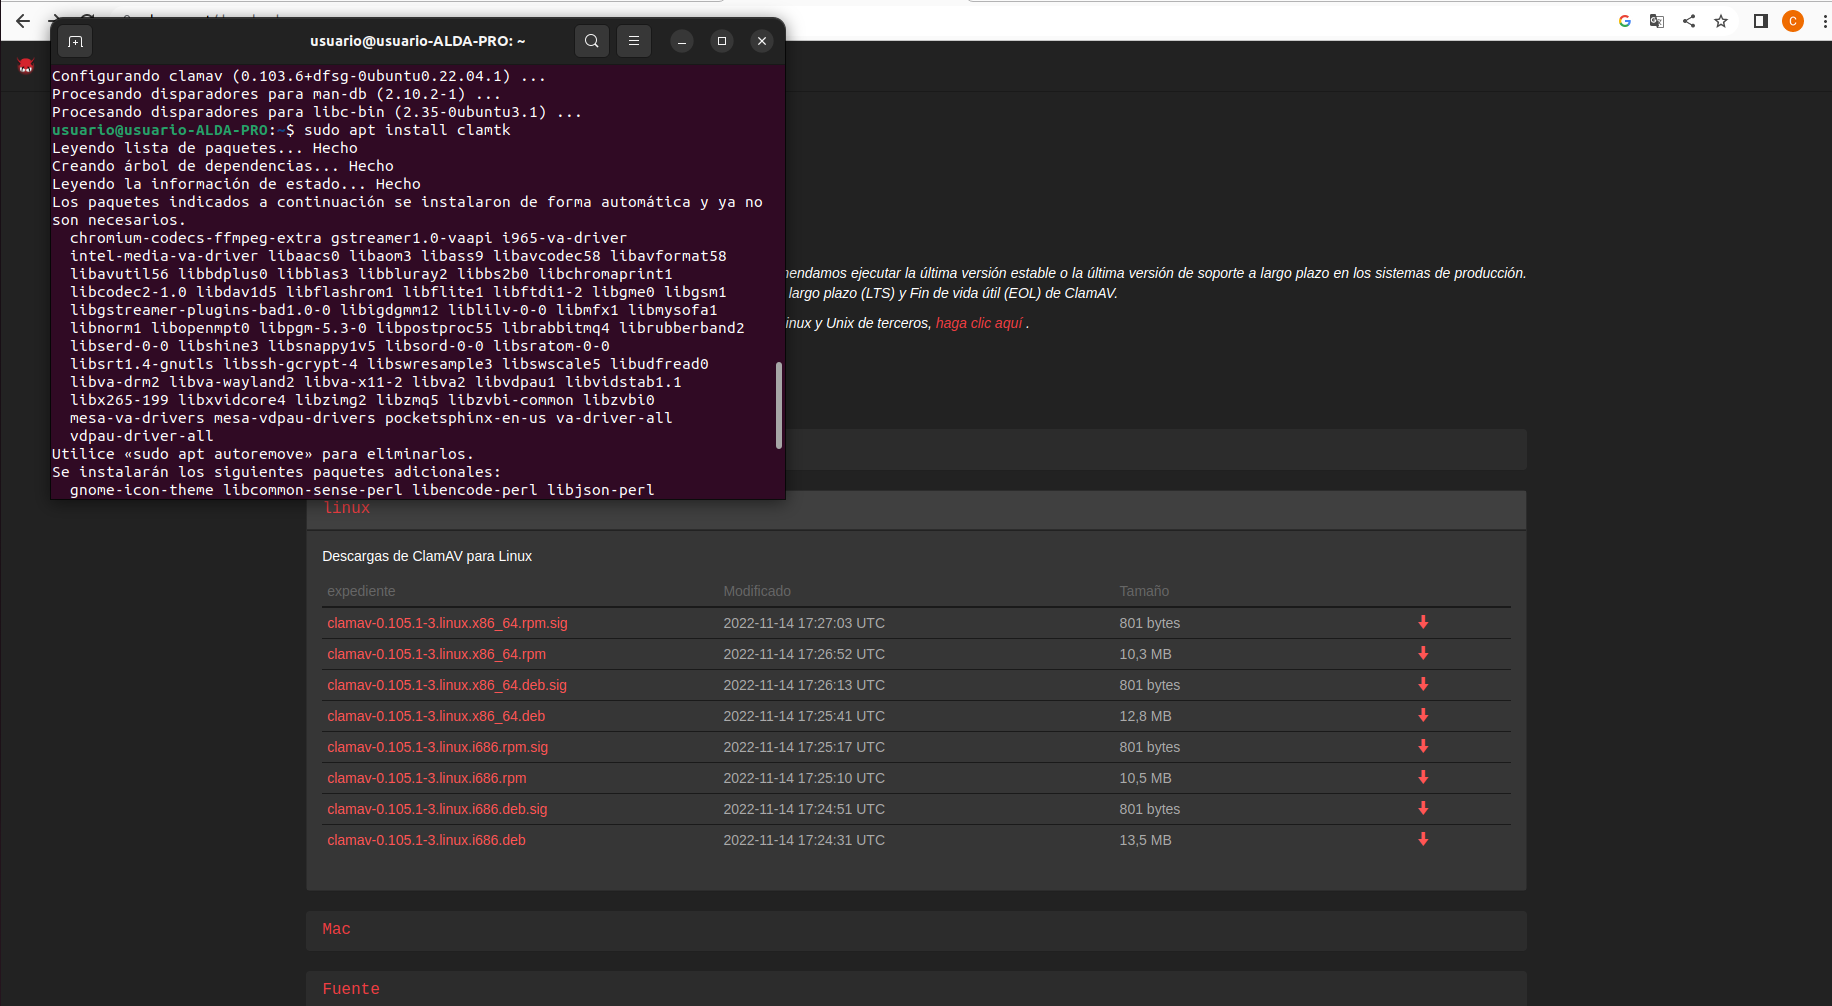 usuario@usuario-ALDA-PRO: ~
Configurando clamav (0.103.6+dfsg-0ubuntu0.22.04.1) ...
Procesando disparadores para man-db (2.10.2-1) ...
Procesando disparadores para libc-bin (2.35-0ubuntu3.1) ...
usuario@usuario-ALDA-PRO:~$ sudo apt install clamtk
Leyendo lista de paquetes... Hecho
Creando árbol de dependencias... Hecho
Leyendo la información de estado... Hecho
Los paquetes indicados a continuación se instalaron de forma automática y ya no
son necesarios.
chromium-codecs-ffmpeg-extra gstreamer1.0-vaapi i965-va-driver
intel-media-va-driver libaacs0 libaom3 libass9 libavcodec58 libavformat58
libavutil56 libbdplus0 libblas3 libbluray2 libbs2b0 libchromaprint1
libcodec2-1.0 libdav1d5 libflashrom1 libflite1 libftdi1-2 libgme0 libgsm1
libgstreamer-plugins-bad1.0-0 libigdgmm12 liblilv-0-0 libmfx1 libmysofa1
libnorm1 libopenmpt0 libpgm-5.3-0 libpostproc55 librabbitmq4 librubberband2
libserd-0-0 libshine3 libsnappy1v5 libsord-0-0 libsratom-0-0
libsrt1.4-gnutls libssh-gcrypt-4 libswresample3 libswscale5 libudfread0
libva-drm2 libva-wayland2 libva-x11-2 libva2 libvdpau1 libvidstab1.1
libx265-199 libxvidcore4 libzimg2 libzmq5 libzvbi-common libzvbi0
mesa-va-drivers mesa-vdpau-drivers pocketsphinx-en-us va-driver-all
vdpau-driver-all
Utilice «sudo apt autoremove» para eliminarlos.
Se instalarán los siguientes paquetes adicionales:
gnome-icon-theme libcommon-sense-perl libencode-perl libjson-perl
C
mendamos ejecutar la última versión estable o la última versión de soporte a largo plazo en los sistemas de producción.
largo plazo (LTS) y Fin de vida útil (EOL) de ClamAV.
inux y Unix de terceros, haga clic aquí .
linux
Descargas de ClamAV para Linux
expediente Modificado Tamaño
clamav-0.105.1-3.linux.x86_64.rpm.sig 2022-11-14 17:27:03 UTC 801 bytes
clamav-0.105.1-3.linux.x86_64.rpm 2022-11-14 17:26:52 UTC 10,3 MB
clamav-0.105.1-3.linux.x86_64.deb.sig 2022-11-14 17:26:13 UTC 801 bytes
clamav-0.105.1-3.linux.x86_64.deb 2022-11-14 17:25:41 UTC 12,8 MB
clamav-0.105.1-3.linux.i686.rpm.sig 2022-11-14 17:25:17 UTC 801 bytes
clamav-0.105.1-3.linux.i686.rpm 2022-11-14 17:25:10 UTC 10,5 MB
clamav-0.105.1-3.linux.i686.deb.sig 2022-11-14 17:24:51 UTC 801 bytes
clamav-0.105.1-3.linux.i686.deb 2022-11-14 17:24:31 UTC 13,5 MB
Mac
Fuente